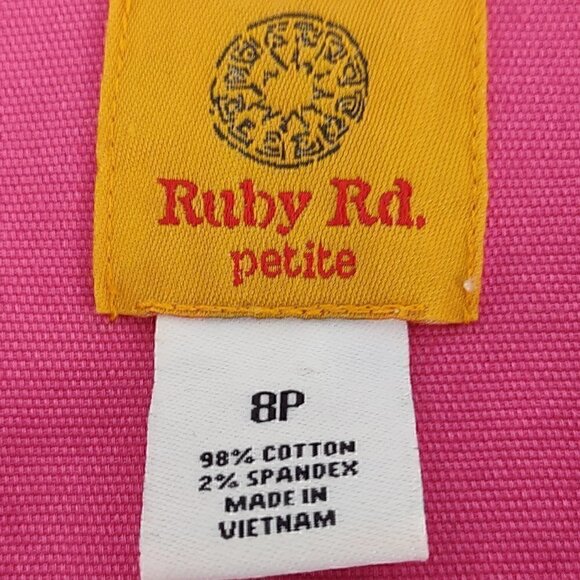 Ruby Rd.
petite
8P
98% COTTON
2% SPANDEX
MADE IN
VIETNAM